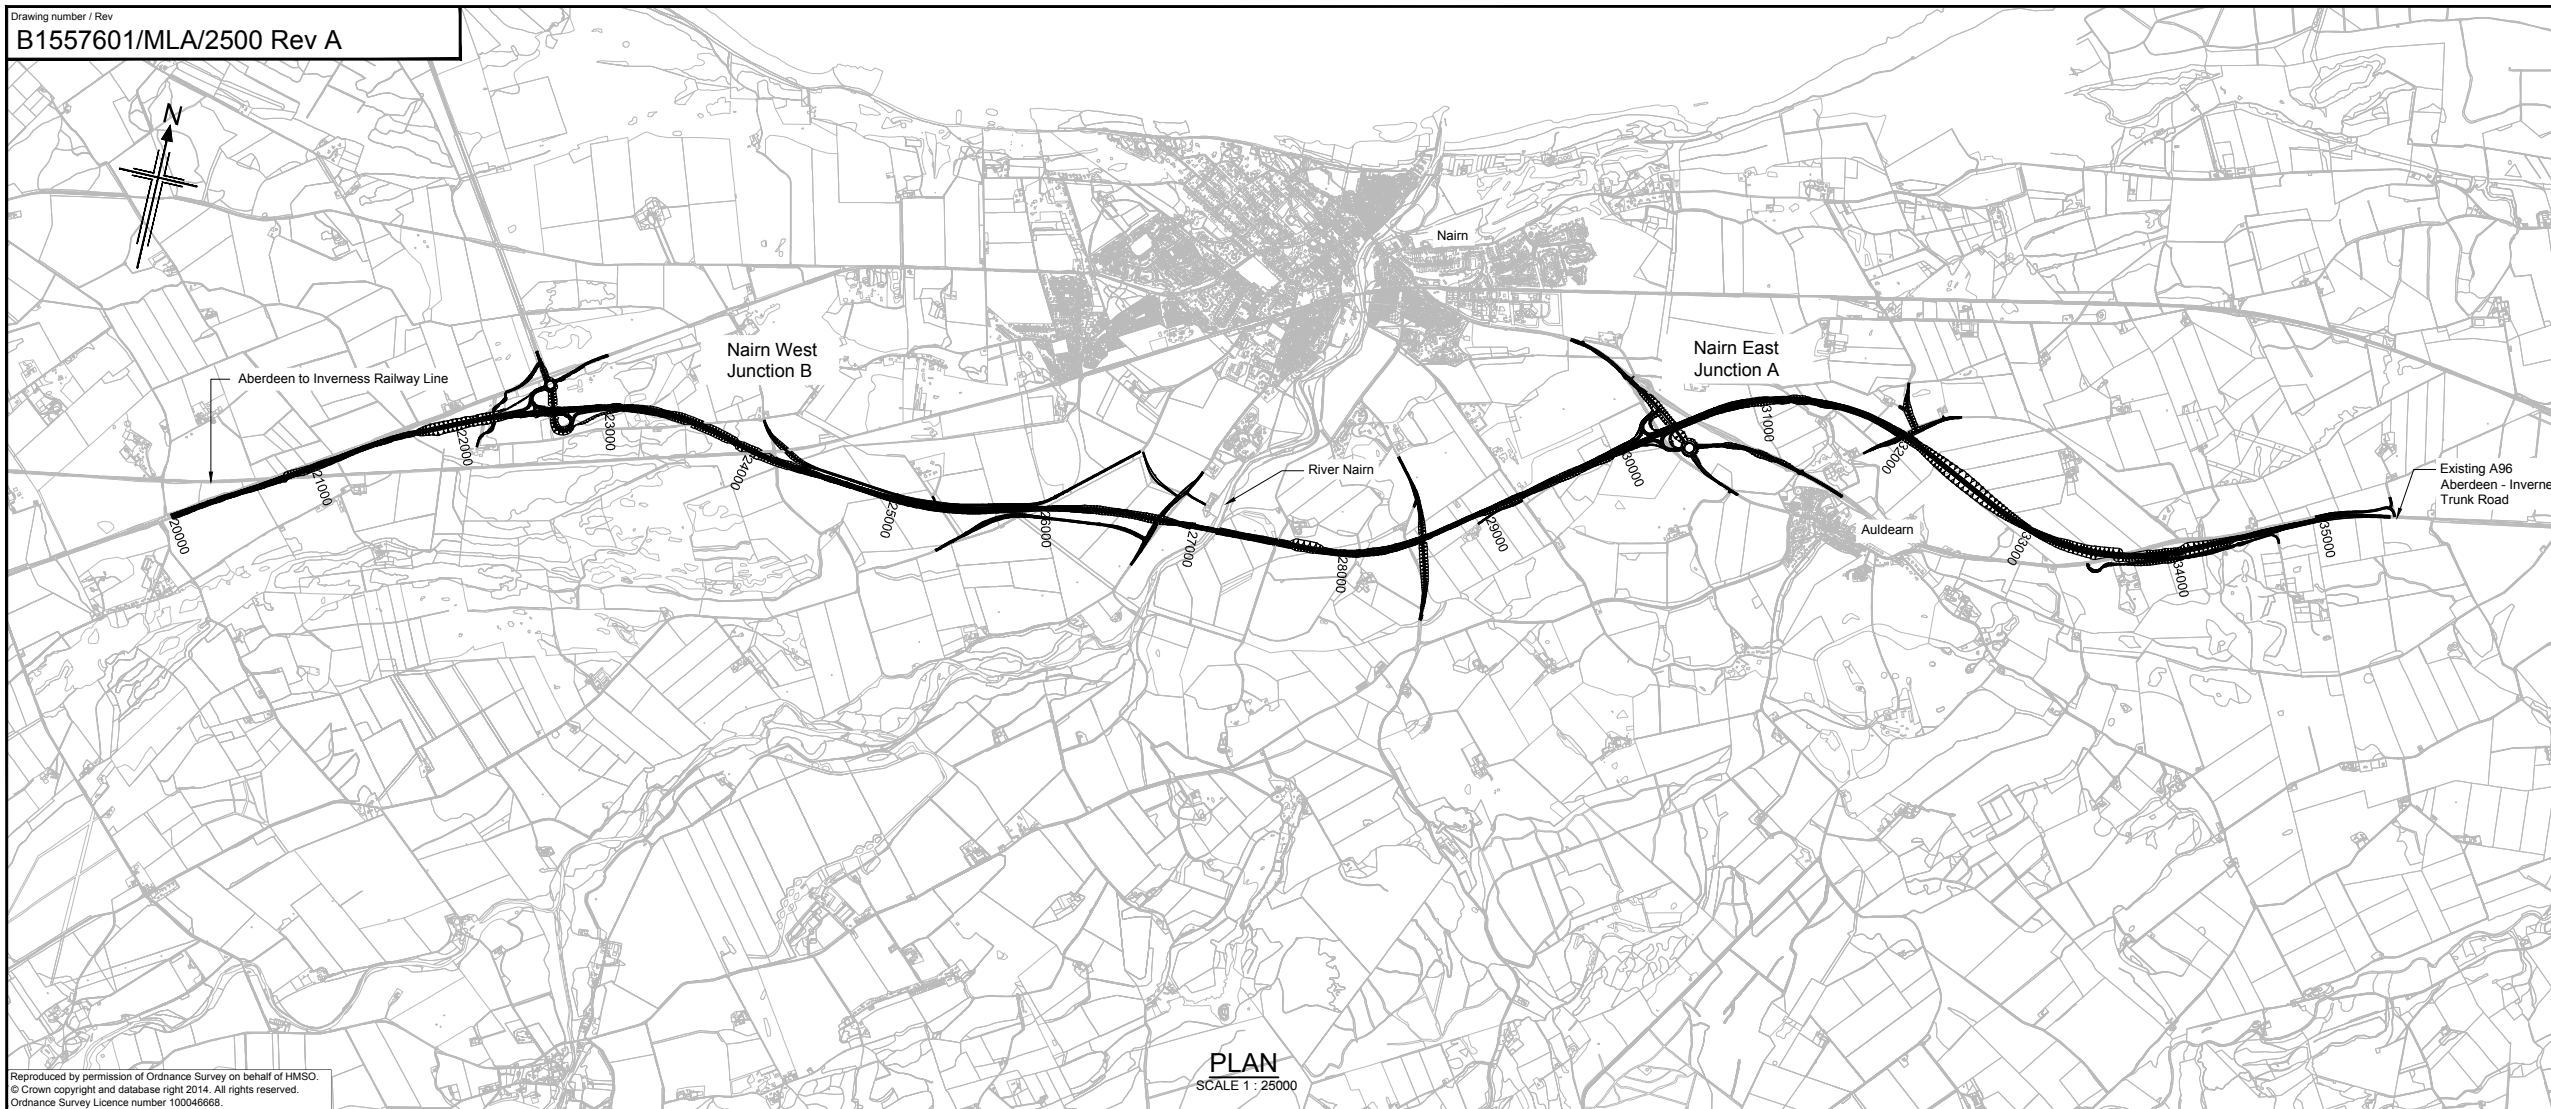 Drawing number / Rev
B1557601/MLA/2500 Rev A
N
Nairn
Nairn West
Junction B
Nairn East
Junction A
Aberdeen to Inverness Railway Line
River Nairn
Auldearn
Existing A96
Aberdeen - Inverne
Trunk Road
20000
21000
22000
23000
24000
25000
26000
27000
28000
29000
30000
31000
32000
33000
34000
35000
PLAN
SCALE 1 : 25000
Reproduced by permission of Ordnance Survey on behalf of HMSO.
© Crown copyright and database right 2014. All rights reserved.
Ordnance Survey Licence number 100046668.